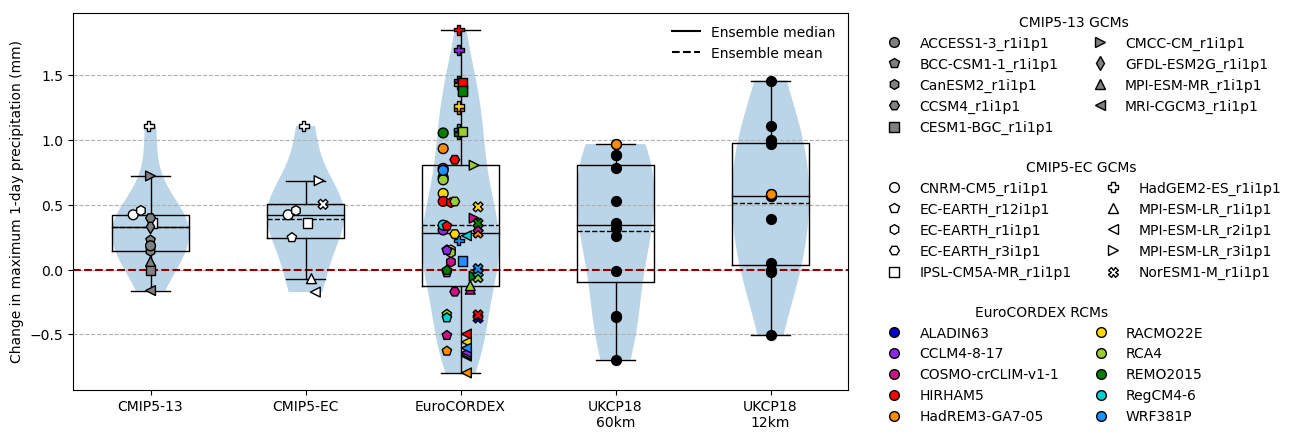 Change in maximum 1-day precipitation (mm)
1.5
1.0
0.5
0.0
−0.5
Ensemble median
Ensemble mean
CMIP5-13
CMIP5-EC
EuroCORDEX
UKCP18
60km
UKCP18
12km
CMIP5-13 GCMs
ACCESS1-3_r1i1p1
BCC-CSM1-1_r1i1p1
CanESM2_r1i1p1
CCSM4_r1i1p1
CESM1-BGC_r1i1p1
CMCC-CM_r1i1p1
GFDL-ESM2G_r1i1p1
MPI-ESM-MR_r1i1p1
MRI-CGCM3_r1i1p1
CMIP5-EC GCMs
CNRM-CM5_r1i1p1
EC-EARTH_r12i1p1
EC-EARTH_r1i1p1
EC-EARTH_r3i1p1
IPSL-CM5A-MR_r1i1p1
HadGEM2-ES_r1i1p1
MPI-ESM-LR_r1i1p1
MPI-ESM-LR_r2i1p1
MPI-ESM-LR_r3i1p1
NorESM1-M_r1i1p1
EuroCORDEX RCMs
ALADIN63
CCLM4-8-17
COSMO-crCLIM-v1-1
HIRHAM5
HadREM3-GA7-05
RACMO22E
RCA4
REMO2015
RegCM4-6
WRF381P